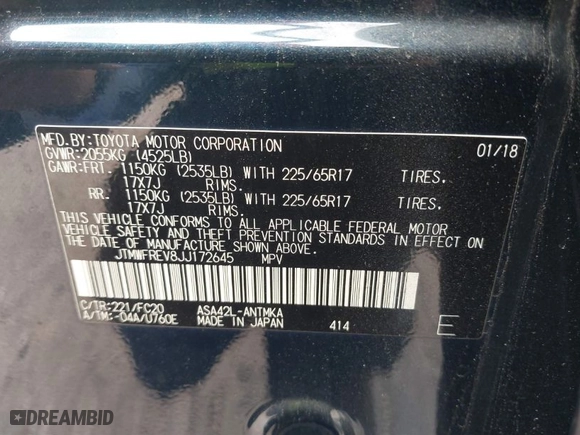 MFD.BY:TOYOTA MOTOR CORPORATION 01/18
GVWR:2055KG (4525LB)
GAWR:FRT. 1150KG (2535LB) WITH 225/65R17 TIRES.
17X7J RIMS.
RR. 1150KG (2535LB) WITH 225/65R17 TIRES.
17X7J RIMS.
THIS VEHICLE CONFORMS TO ALL APPLICABLE FEDERAL MOTOR
VEHICLE SAFETY AND THEFT PREVENTION STANDARDS IN EFFECT ON
THE DATE OF MANUFACTURE SHOWN ABOVE.
JTMWFREV8JJ172645 MPV
C/TR:221/FC20 ASA42L-ANTMKA
A/TM:-04A/U760E MADE IN JAPAN 414 E
DREAMBID